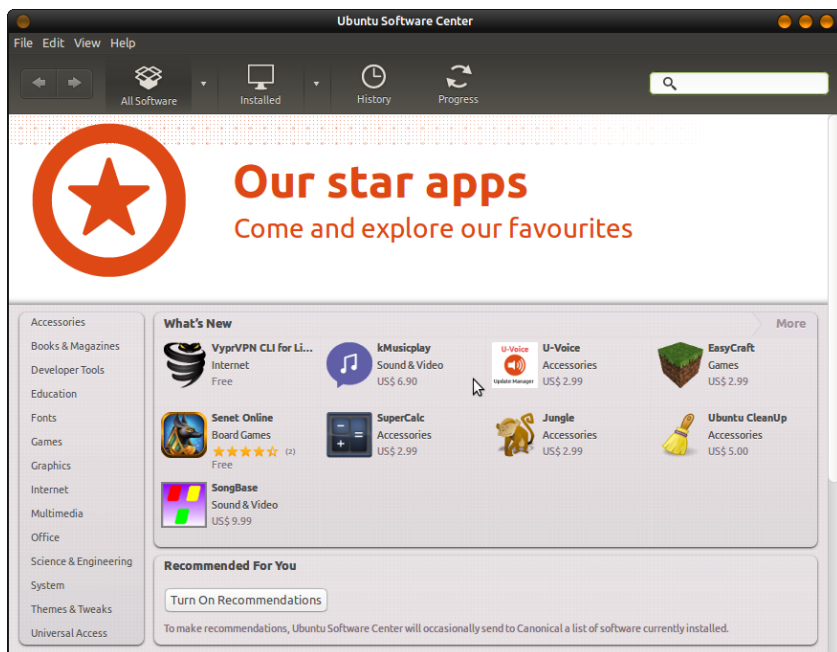 Ubuntu Software Center
File Edit View Help
All Software
Installed
History
Progress
Our star apps
Come and explore our favourites
Accessories
Books & Magazines
Developer Tools
Education
Fonts
Games
Graphics
Internet
Multimedia
Office
Science & Engineering
System
Themes & Tweaks
Universal Access
What's New
More
VyprVPN CLI for Li...
Internet
Free
kMusicplay
Sound & Video
US$ 6.90
U-Voice
Update Manager
U-Voice
Accessories
US$ 2.99
EasyCraft
Games
US$ 2.99
Senet Online
Board Games
(2)
Free
SuperCalc
Accessories
US$ 2.99
Jungle
Accessories
US$ 2.99
Ubuntu CleanUp
Accessories
US$ 5.00
SongBase
Sound & Video
US$ 9.99
Recommended For You
Turn On Recommendations
To make recommendations, Ubuntu Software Center will occasionally send to Canonical a list of software currently installed.